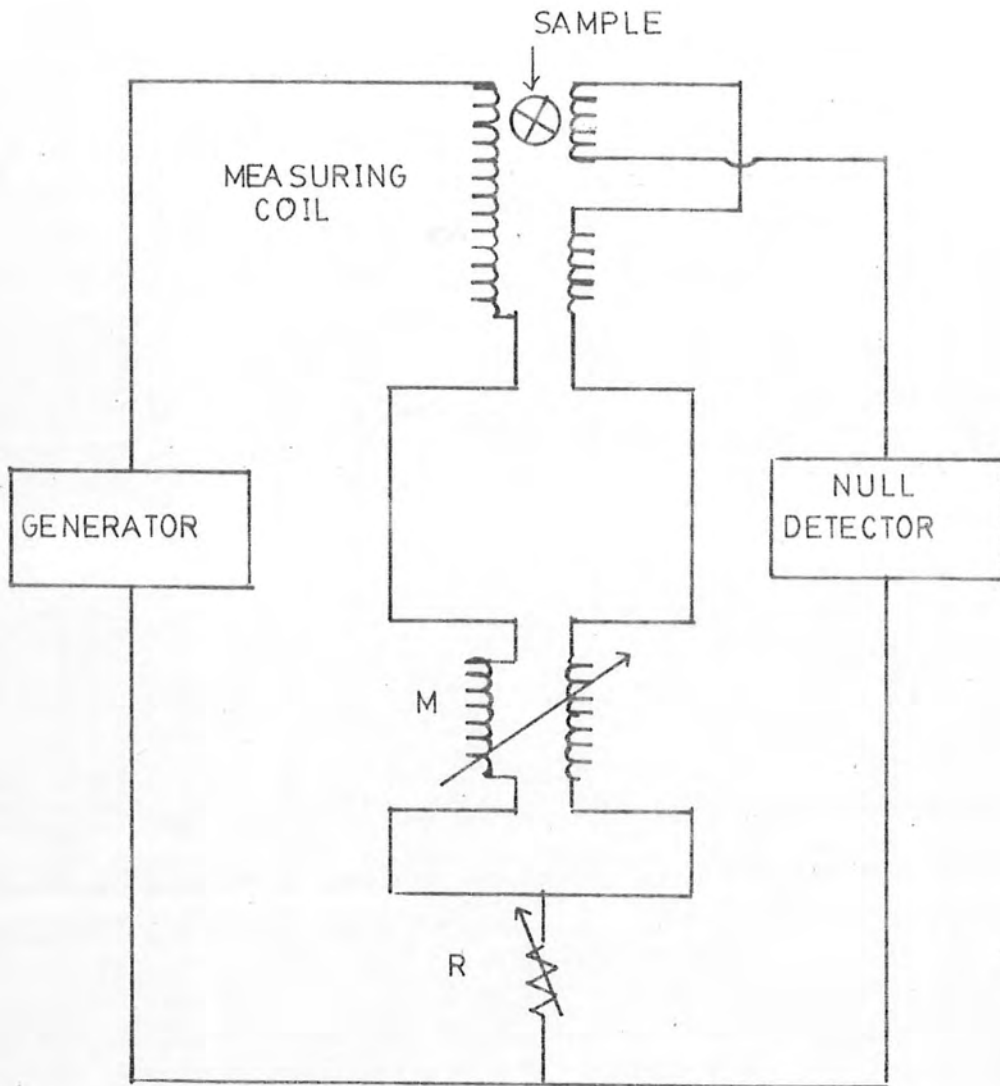 SAMPLE
MEASURING
COIL
GENERATOR
NULL
DETECTOR
M
R